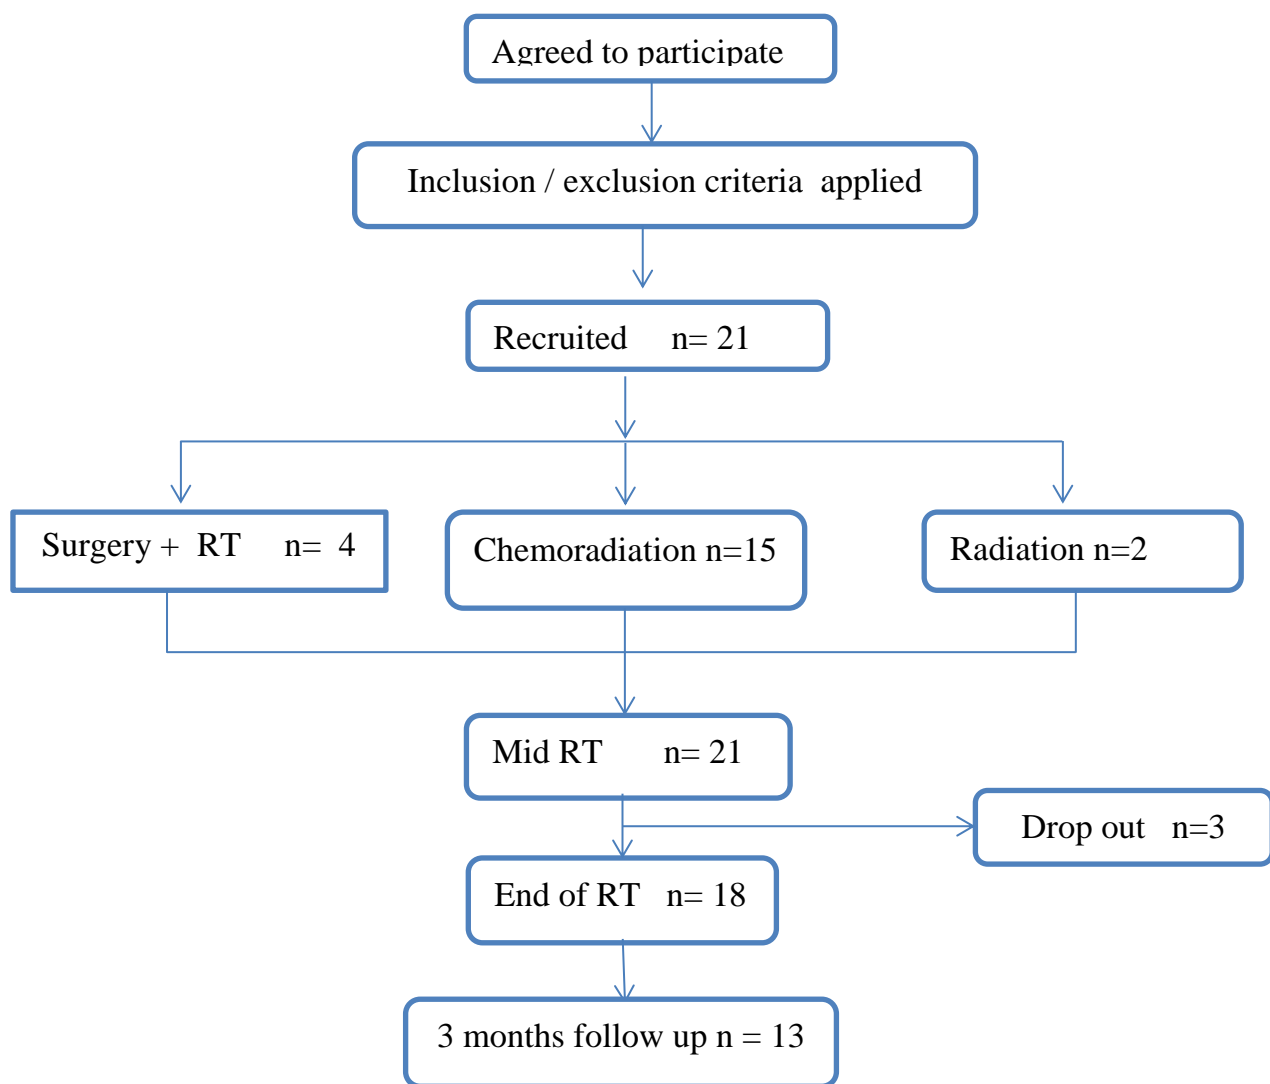 Agreed to participate
Inclusion / exclusion criteria applied
Recruited n= 21
Surgery + RT n= 4
Chemoradiation n=15
Radiation n=2
Mid RT n= 21
Drop out n=3
End of RT n= 18
3 months follow up n = 13